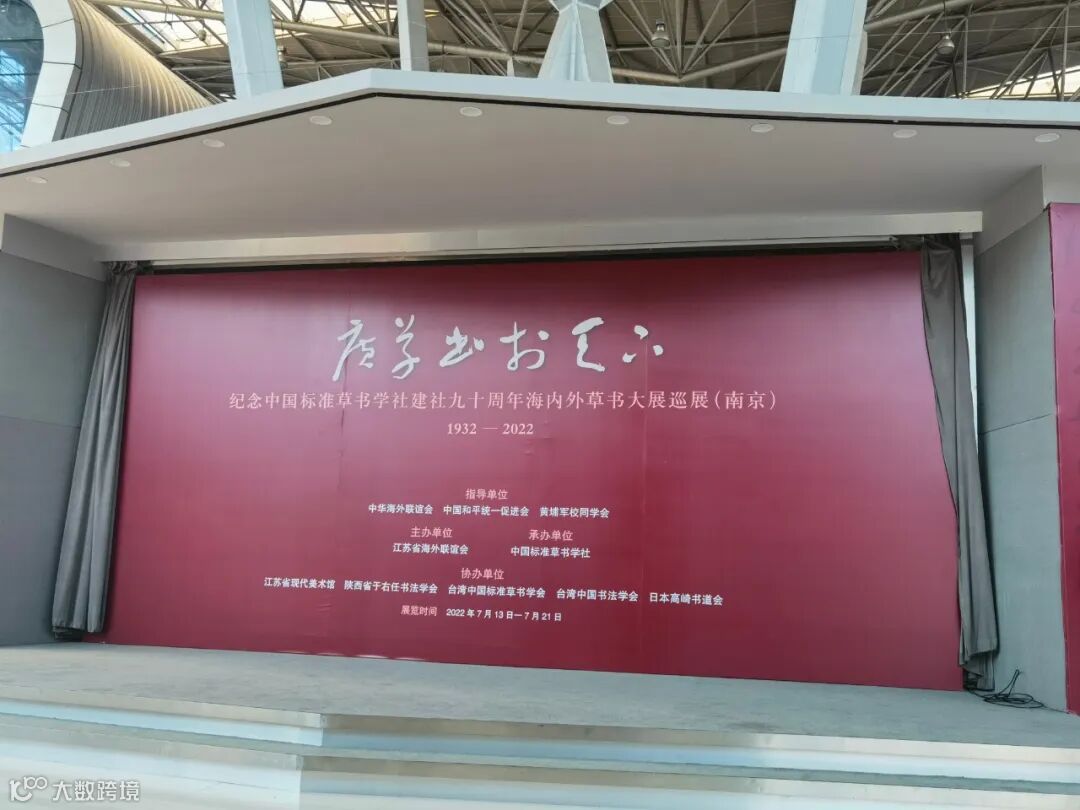 广草书于天下
纪念中国标准草书学社建社九十周年海内外草书大展巡展(南京)
1932 — 2022
指导单位
中华海外联谊会 中国和平统一促进会 黄埔军校同学会
主办单位 承办单位
江苏省海外联谊会 中国标准草书学社
协办单位
江苏省现代美术馆 陕西省于右任书法学会 台湾中国标准草书学会 台湾中国书法学会 日本高崎书道会
展览时间 2022年7月13日—7月21日
大数跨境